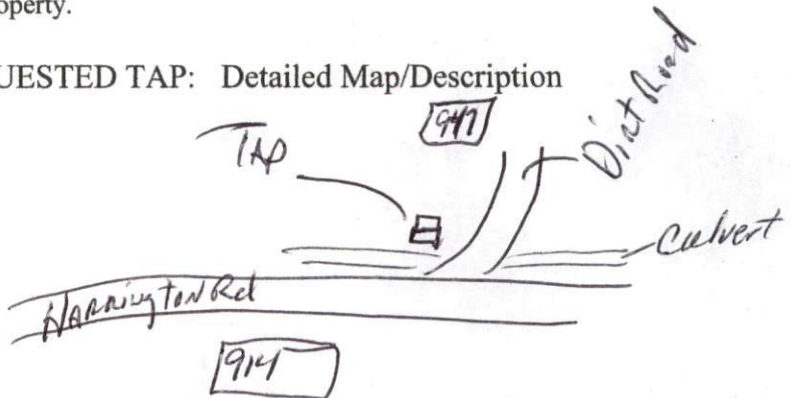 operty.
UESTED TAP: Detailed Map/Description
947
Dirt Road
TAP
Culvert
HARRINGTON Rd
914